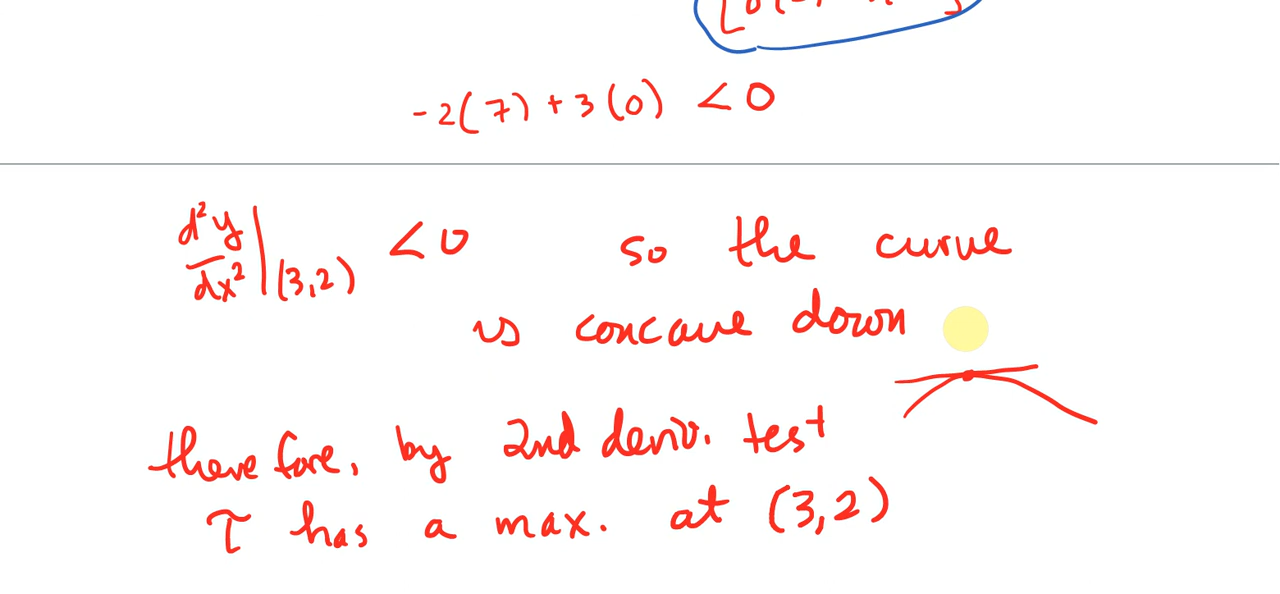 -2(7) + 3(0) < 0
d²y/dx² |(3,2) < 0 so the curve
is concave down
therefore, by 2nd deriv. test
T has a max. at (3,2)